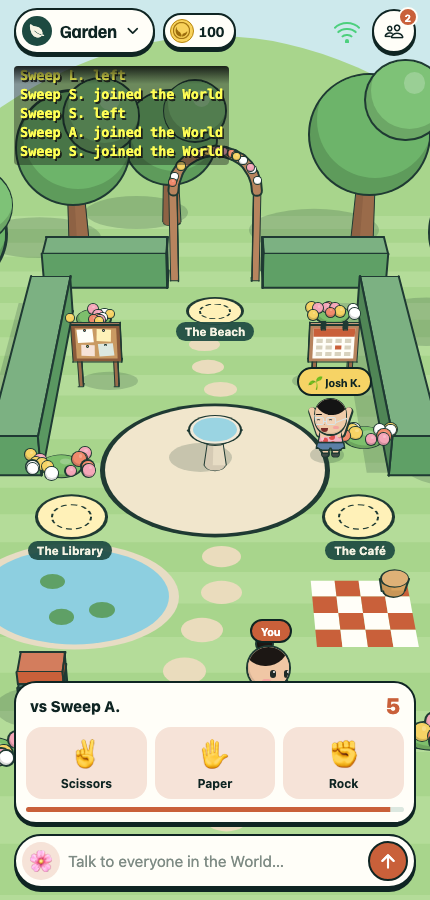 Garden
100
2
Sweep L. left
Sweep S. joined the World
Sweep S. left
Sweep A. joined the World
Sweep S. joined the World
The Beach
Josh K.
The Library
The Café
You
vs Sweep A.
5
Scissors
Paper
Rock
Talk to everyone in the World...